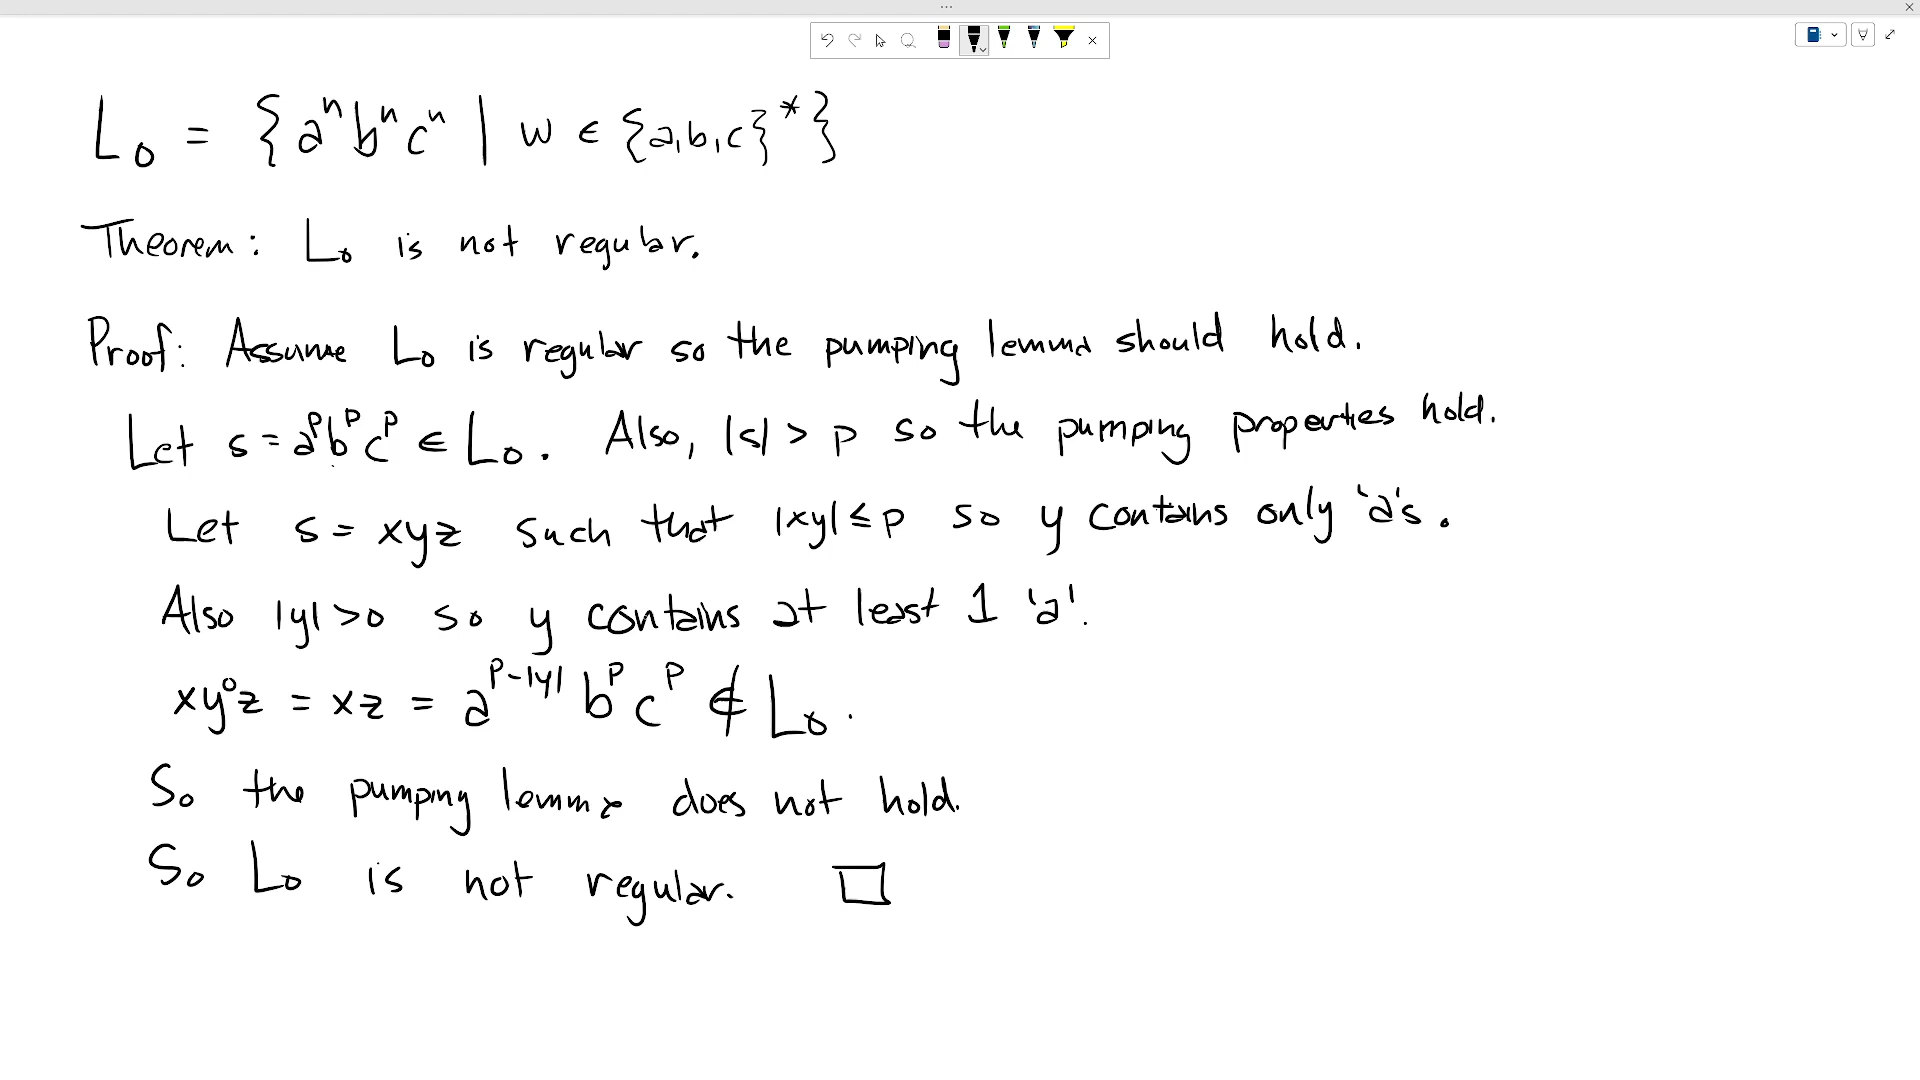 L₀ = {aⁿbⁿcⁿ | w ∈ {a,b,c}*}
Theorem: L₀ is not regular.
Proof: Assume L₀ is regular so the pumping lemma should hold.
Let s = aᵖbᵖcᵖ ∈ L₀. Also, |s| > p so the pumping properties hold.
Let s = xyz such that |xy| ≤ p so y contains only 'a's.
Also |y| > 0 so y contains at least 1 'a'.
xy⁰z = xz = a^(p-|y|) bᵖ cᵖ ∉ L₀.
So the pumping lemma does not hold.
So L₀ is not regular. □